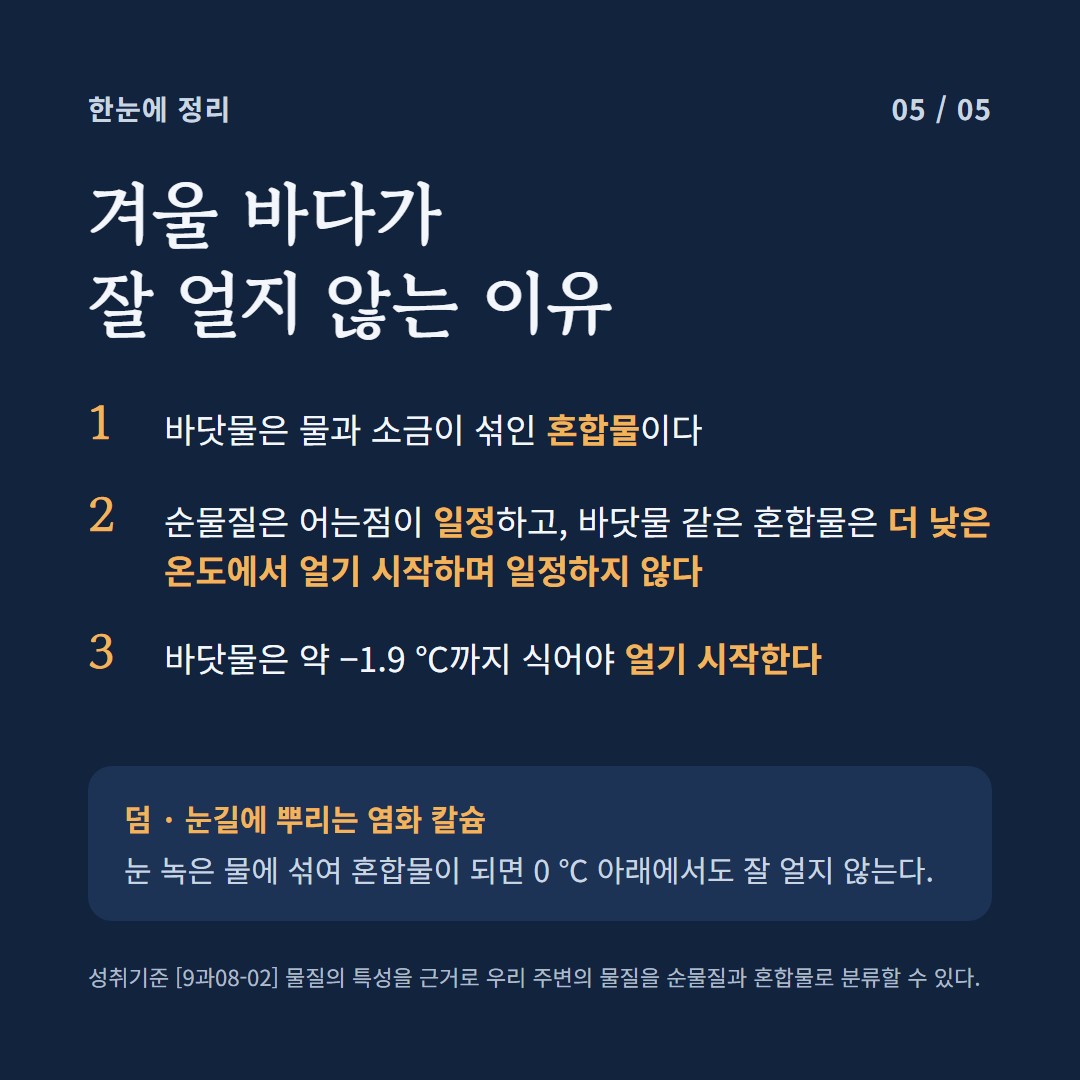 한눈에 정리
05 / 05
겨울 바다가
잘 얼지 않는 이유
1 바닷물은 물과 소금이 섞인 혼합물이다
2 순물질은 어는점이 일정하고, 바닷물 같은 혼합물은 더 낮은
온도에서 얼기 시작하며 일정하지 않다
3 바닷물은 약 −1.9 ℃까지 식어야 얼기 시작한다
덤 · 눈길에 뿌리는 염화 칼슘
눈 녹은 물에 섞여 혼합물이 되면 0 ℃ 아래에서도 잘 얼지 않는다.
성취기준 [9과08-02] 물질의 특성을 근거로 우리 주변의 물질을 순물질과 혼합물로 분류할 수 있다.